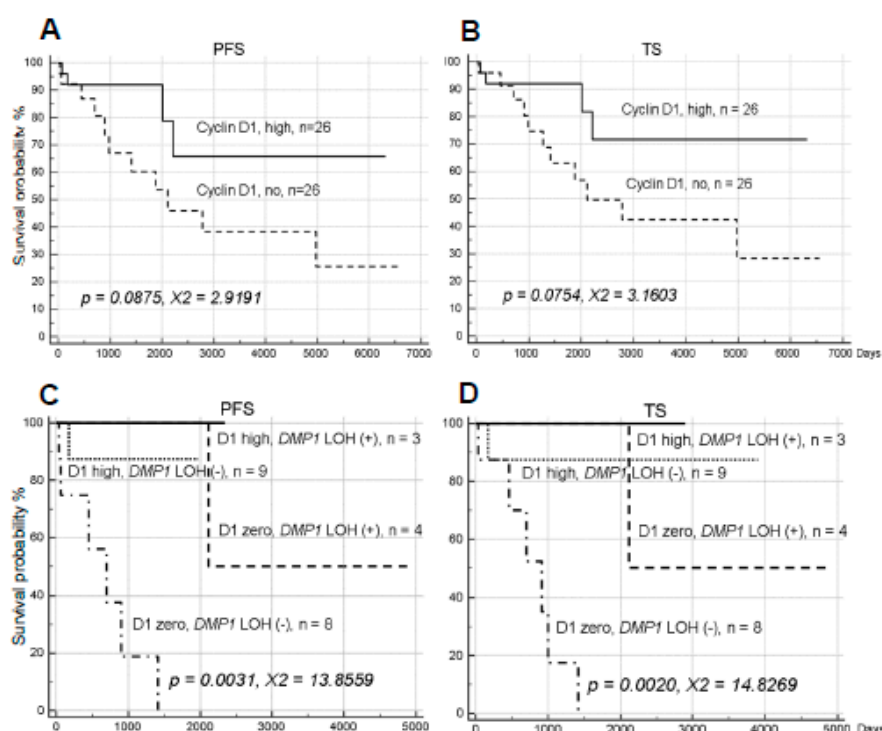 A
PFS
Survival probability %
100
90
80
70
60
50
40
30
20
10
0
Cyclin D1, high, n=26
Cyclin D1, no, n=26
p = 0.0875, X2 = 2.9191
0 1000 2000 3000 4000 5000 6000 7000
B
TS
100
90
80
70
60
50
40
30
20
10
0
Cyclin D1, high, n = 26
Cyclin D1, no, n = 26
p = 0.0754, X2 = 3.1603
0 1000 2000 3000 4000 5000 6000 7000
Days
C
PFS
Survival probability %
100
80
60
40
20
0
D1 high, DMP1 LOH (+), n = 3
D1 high, DMP1 LOH (-), n = 9
D1 zero, DMP1 LOH (+), n = 4
D1 zero, DMP1 LOH (-), n = 8
p = 0.0031, X2 = 13.8559
0 1000 2000 3000 4000 5000
D
TS
100
80
60
40
20
0
D1 high, DMP1 LOH (+), n = 3
D1 high, DMP1 LOH (-), n = 9
D1 zero, DMP1 LOH (+), n = 4
D1 zero, DMP1 LOH (-), n = 8
p = 0.0020, X2 = 14.8269
0 1000 2000 3000 4000 5000
Days